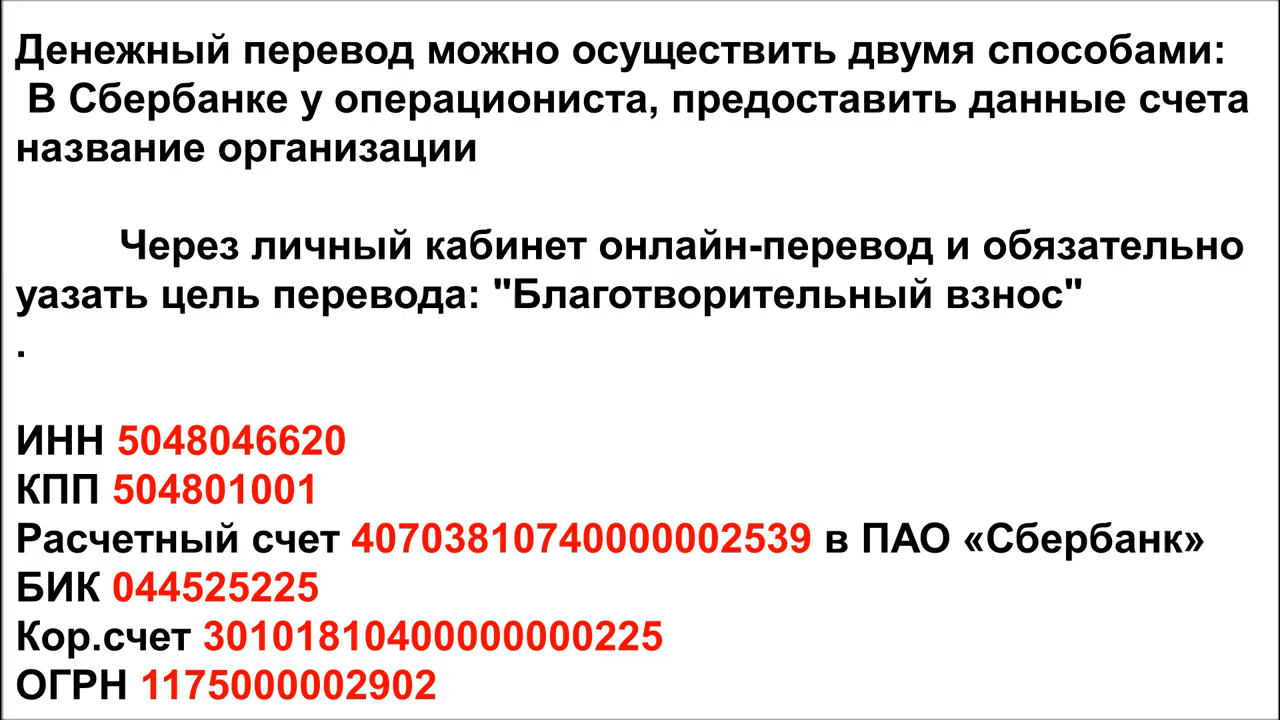 Денежный перевод можно осуществить двумя способами:
В Сбербанке у операциониста, предоставить данные счета
название организации
Через личный кабинет онлайн-перевод и обязательно
уазать цель перевода: "Благотворительный взнос"
.
ИНН 5048046620
КПП 504801001
Расчетный счет 40703810740000002539 в ПАО «Сбербанк»
БИК 044525225
Кор.счет 30101810400000000225
ОГРН 1175000002902